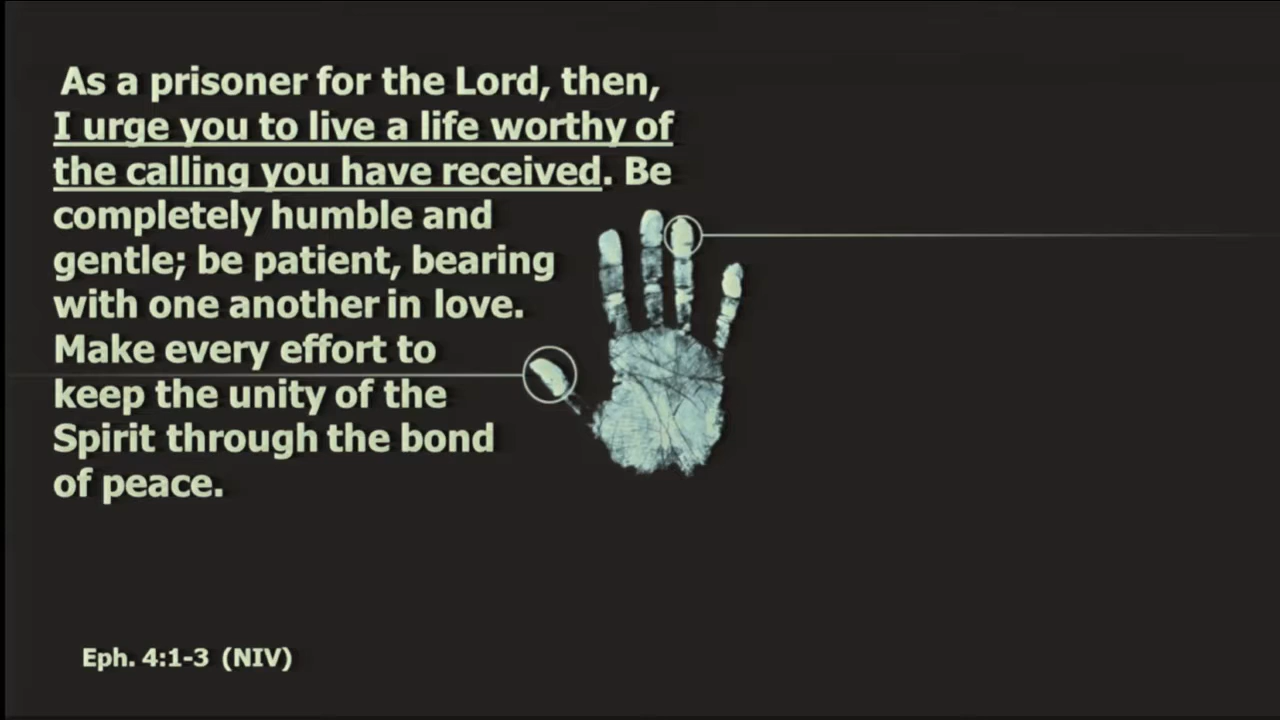 As a prisoner for the Lord, then,
I urge you to live a life worthy of
the calling you have received. Be
completely humble and
gentle; be patient, bearing
with one another in love.
Make every effort to
keep the unity of the
Spirit through the bond
of peace.
Eph. 4:1-3 (NIV)